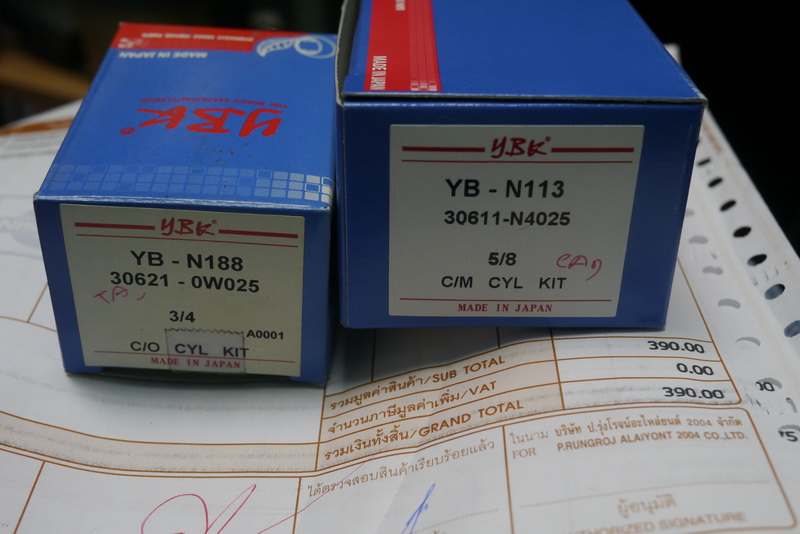 MADE IN JAPAN
YBK®
YBK®
YB - N188
30621 - 0W025
3/4
A0001
C/O CYL KIT
MADE IN JAPAN
MADE IN JAPAN
YBK®
YB - N113
30611-N4025
5/8
C/M CYL KIT
MADE IN JAPAN
รวมมูลค่าสินค้า/SUB TOTAL 390.00
จำนวนภาษีมูลค่าเพิ่ม/VAT 0.00
รวมเงินทั้งสิ้น/GRAND TOTAL 390.00
ได้ตรวจสอบสินค้าเรียบร้อยแล้ว
ในนาม บริษัท ป.รุ่งโรจน์อะไหล่ยนต์ 2004 จำกัด
FOR P.RUNGROJ ALAIYONT 2004 CO.,LTD.
ผู้อนุมัติ
AUTHORIZED SIGNATURE